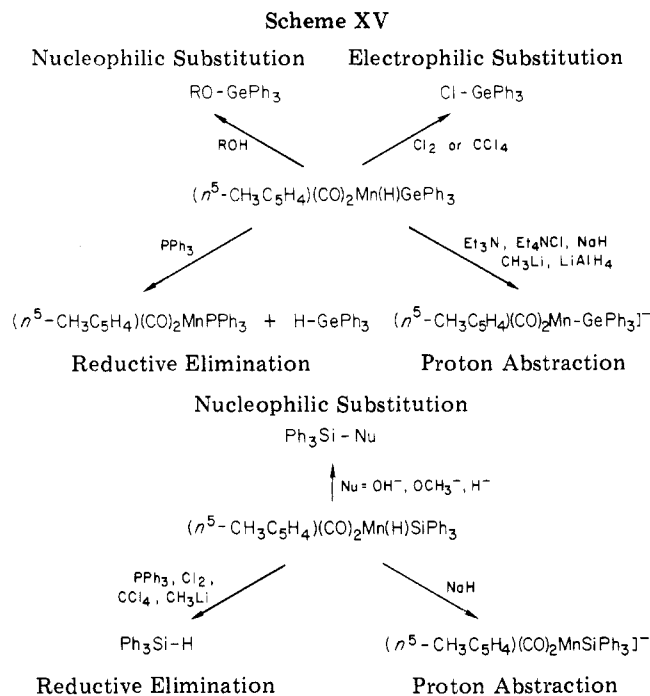 Scheme XV
Nucleophilic Substitution Electrophilic Substitution
RO-GePh₃ Cl-GePh₃
ROH Cl₂ or CCl₄
(η⁵-CH₃C₅H₄)(CO)₂Mn(H)GePh₃
PPh₃ Et₃N, Et₄NCl, NaH
CH₃Li, LiAlH₄
(η⁵-CH₃C₅H₄)(CO)₂MnPPh₃ + H-GePh₃ (η⁵-CH₃C₅H₄)(CO)₂Mn-GePh₃]⁻
Reductive Elimination Proton Abstraction
Nucleophilic Substitution
Ph₃Si-Nu
Nu=OH⁻, OCH₃⁻, H⁻
(η⁵-CH₃C₅H₄)(CO)₂Mn(H)SiPh₃
PPh₃, Cl₂,
CCl₄, CH₃Li NaH
Ph₃Si-H (η⁵-CH₃C₅H₄)(CO)₂MnSiPh₃]⁻
Reductive Elimination Proton Abstraction